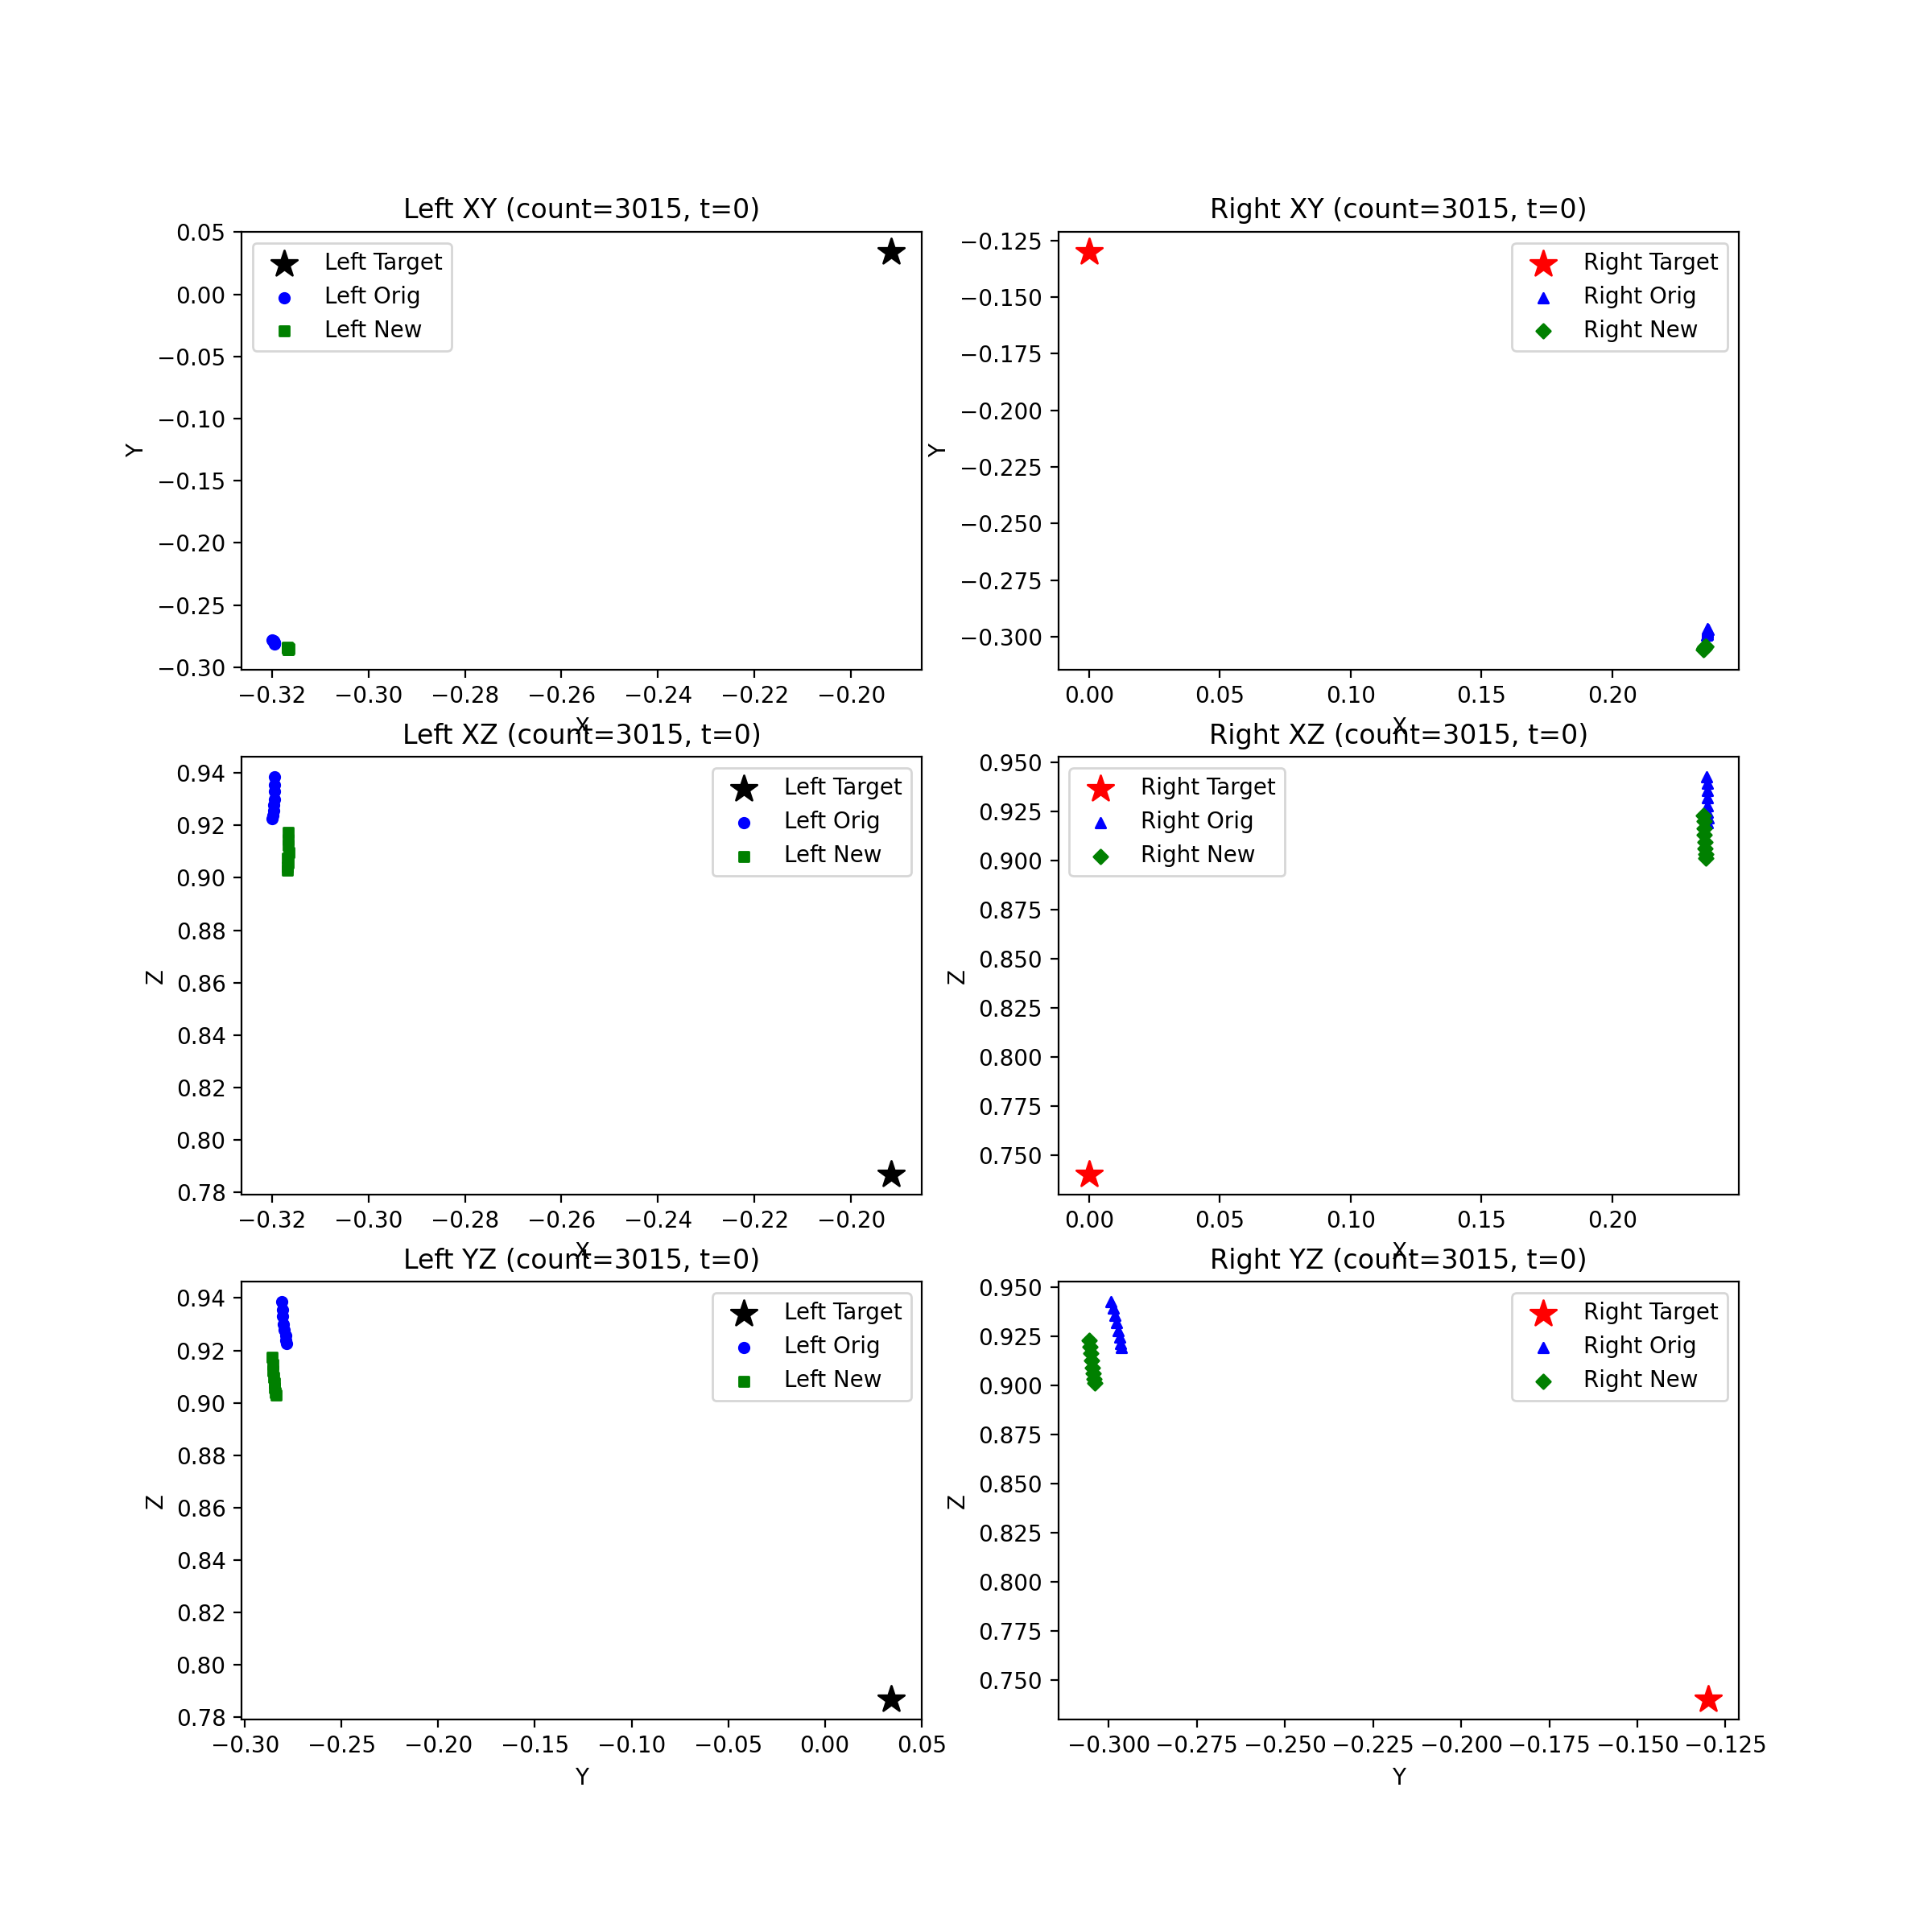 Left XY (count=3015, t=0)
0.05
0.00
−0.05
−0.10
−0.15
−0.20
−0.25
−0.30
Y
Left Target
Left Orig
Left New
−0.32 −0.30 −0.28 −0.26 −0.24 −0.22 −0.20
X
Right XY (count=3015, t=0)
−0.125
−0.150
−0.175
−0.200
−0.225
−0.250
−0.275
−0.300
Y
Right Target
Right Orig
Right New
0.00 0.05 0.10 0.15 0.20
X
Left XZ (count=3015, t=0)
0.94
0.92
0.90
0.88
0.86
0.84
0.82
0.80
0.78
Z
Left Target
Left Orig
Left New
−0.32 −0.30 −0.28 −0.26 −0.24 −0.22 −0.20
X
Right XZ (count=3015, t=0)
0.950
0.925
0.900
0.875
0.850
0.825
0.800
0.775
0.750
Z
Right Target
Right Orig
Right New
0.00 0.05 0.10 0.15 0.20
X
Left YZ (count=3015, t=0)
0.94
0.92
0.90
0.88
0.86
0.84
0.82
0.80
0.78
Z
Left Target
Left Orig
Left New
−0.30 −0.25 −0.20 −0.15 −0.10 −0.05 0.00 0.05
Y
Right YZ (count=3015, t=0)
0.950
0.925
0.900
0.875
0.850
0.825
0.800
0.775
0.750
Z
Right Target
Right Orig
Right New
−0.300 −0.275 −0.250 −0.225 −0.200 −0.175 −0.150 −0.125
Y